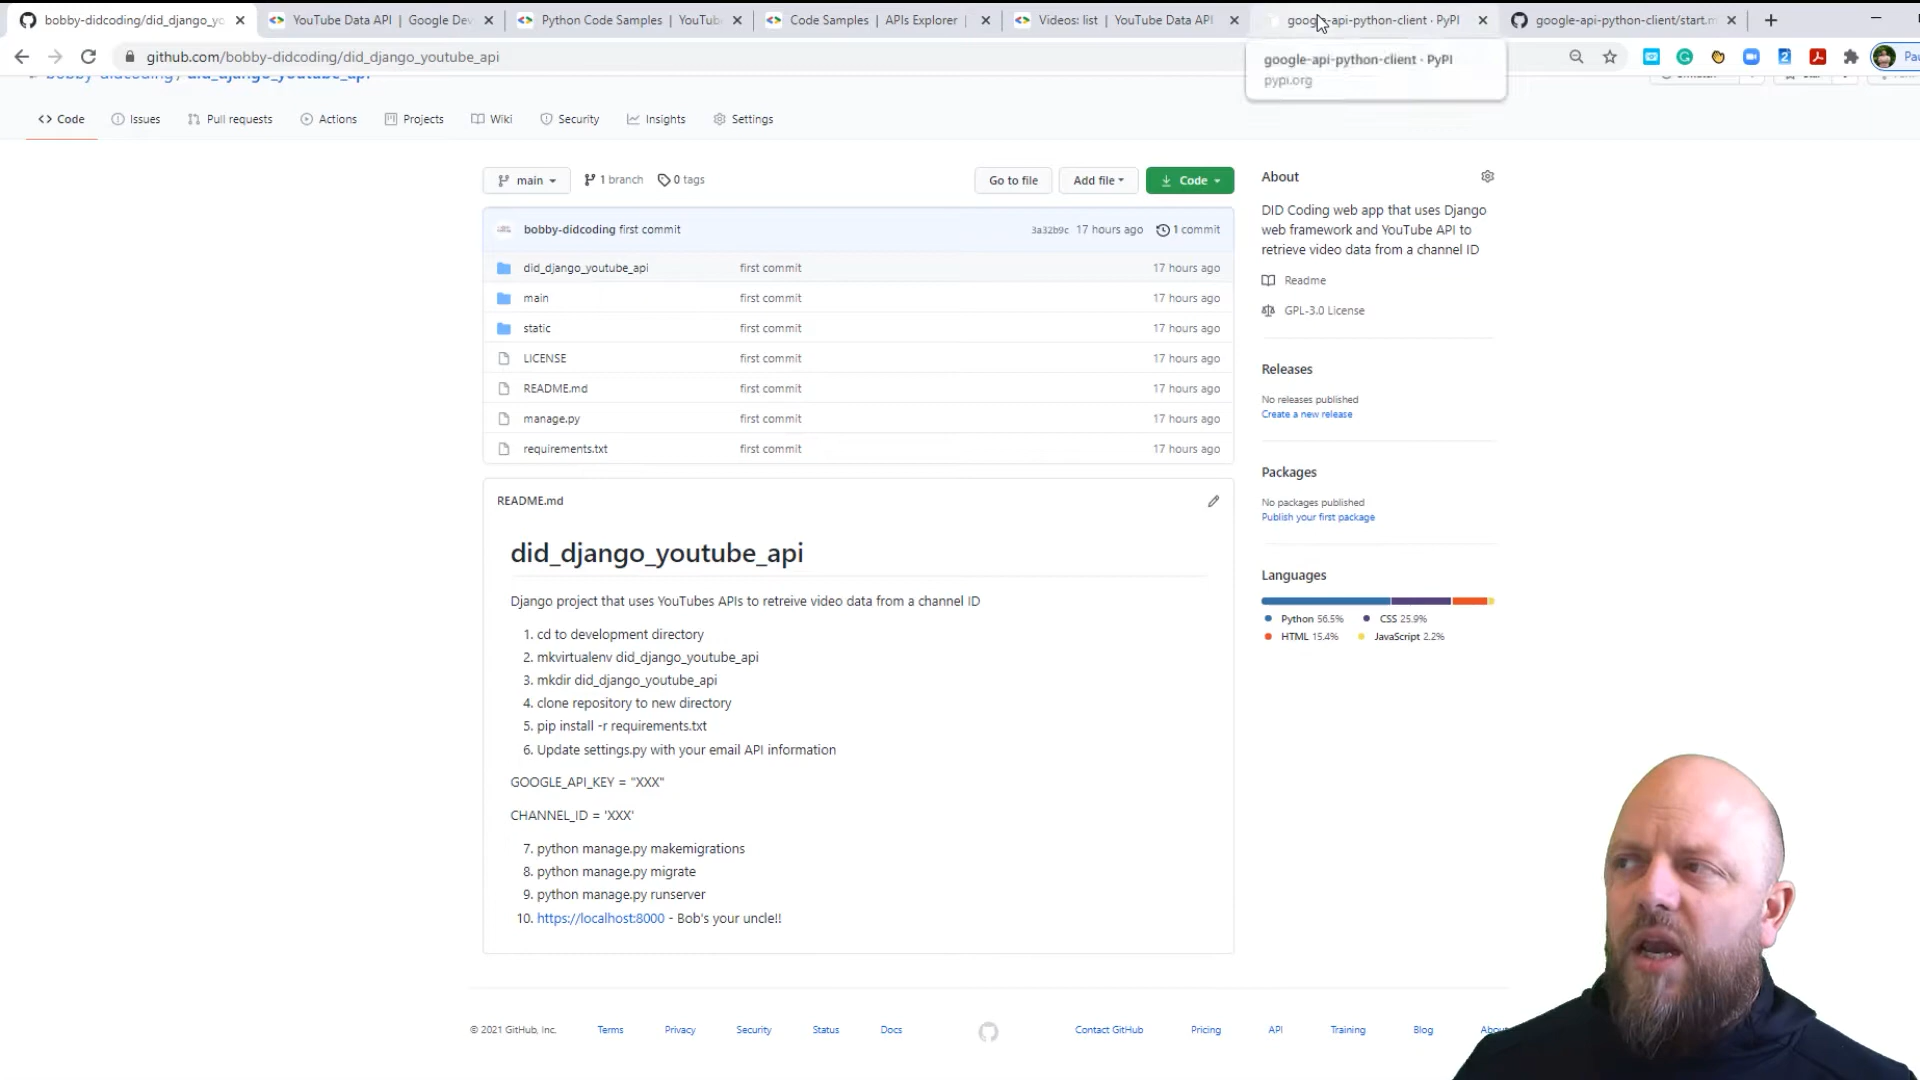 bobby-didcoding/did_django_yo
YouTube Data API | Google Dev
Python Code Samples | YouTub
Code Samples | APIs Explorer |
Videos: list | YouTube Data API
google-api-python-client · PyPI
google-api-python-client/start.m
github.com/bobby-didcoding/did_django_youtube_api
Pau
google-api-python-client · PyPI
pypi.org
bobby-didcoding / did_django_youtube_api
Code
Issues
Pull requests
Actions
Projects
Wiki
Security
Insights
Settings
main
1 branch
0 tags
Go to file
Add file
Code
bobby-didcoding first commit
3a32b9c 17 hours ago
1 commit
did_django_youtube_api first commit 17 hours ago
main first commit 17 hours ago
static first commit 17 hours ago
LICENSE first commit 17 hours ago
README.md first commit 17 hours ago
manage.py first commit 17 hours ago
requirements.txt first commit 17 hours ago
README.md
did_django_youtube_api
Django project that uses YouTubes APIs to retreive video data from a channel ID
1. cd to development directory
2. mkvirtualenv did_django_youtube_api
3. mkdir did_django_youtube_api
4. clone repository to new directory
5. pip install -r requirements.txt
6. Update settings.py with your email API information
GOOGLE_API_KEY = "XXX"
CHANNEL_ID = 'XXX'
7. python manage.py makemigrations
8. python manage.py migrate
9. python manage.py runserver
10. https://localhost:8000 - Bob's your uncle!!
About
DID Coding web app that uses Django
web framework and YouTube API to
retrieve video data from a channel ID
Readme
GPL-3.0 License
Releases
No releases published
Create a new release
Packages
No packages published
Publish your first package
Languages
Python 56.5%
CSS 25.9%
HTML 15.4%
JavaScript 2.2%
© 2021 GitHub, Inc.
Terms
Privacy
Security
Status
Docs
Contact GitHub
Pricing
API
Training
Blog
About